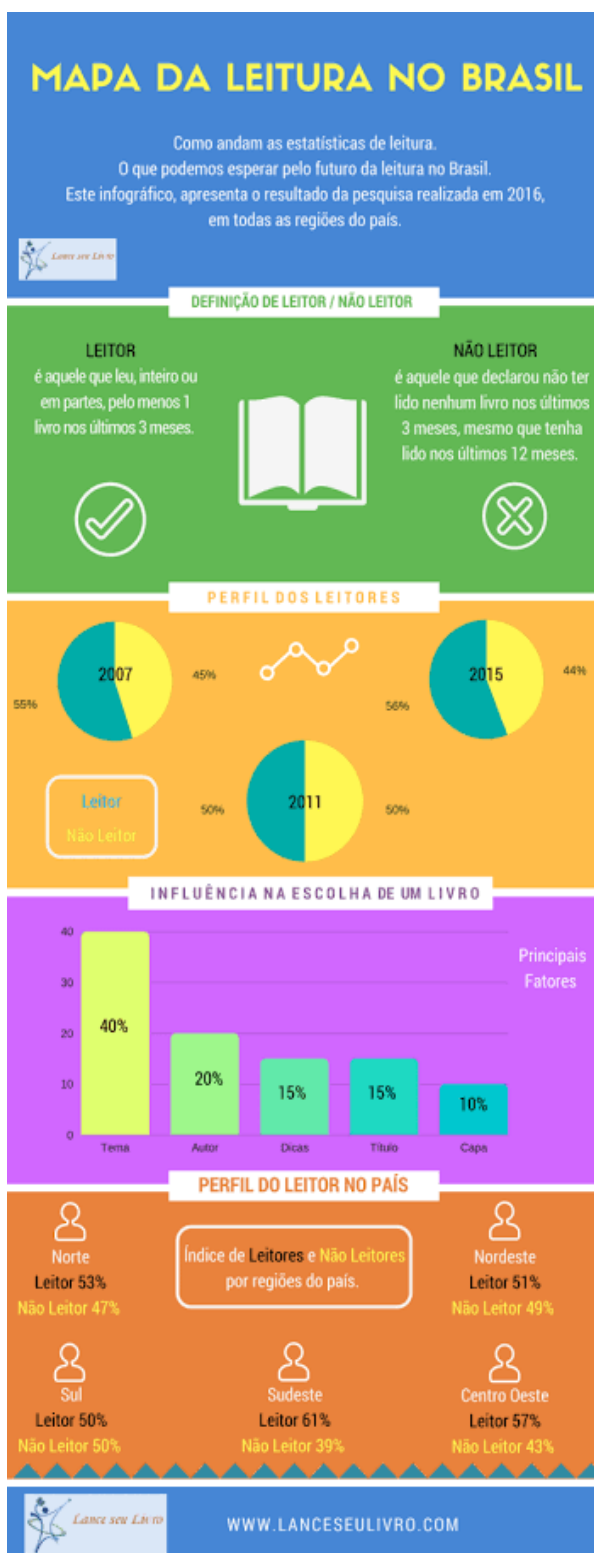 MAPA DA LEITURA NO BRASIL
Como andam as estatísticas de leitura.
O que podemos esperar pelo futuro da leitura no Brasil.
Este infográfico, apresenta o resultado da pesquisa realizada em 2016,
em todas as regiões do país.
Lance seu Livro
DEFINIÇÃO DE LEITOR / NÃO LEITOR
LEITOR
é aquele que leu, inteiro ou
em partes, pelo menos 1
livro nos últimos 3 meses.
NÃO LEITOR
é aquele que declarou não ter
lido nenhum livro nos últimos
3 meses, mesmo que tenha
lido nos últimos 12 meses.
PERFIL DOS LEITORES
2007
45%
55%
2015
44%
56%
2011
50%
50%
Leitor
Não Leitor
INFLUÊNCIA NA ESCOLHA DE UM LIVRO
Principais
Fatores
40
30
20
10
0
40%
20%
15%
15%
10%
Tema
Autor
Dicas
Título
Capa
PERFIL DO LEITOR NO PAÍS
Índice de Leitores e Não Leitores
por regiões do país.
Norte
Leitor 53%
Não Leitor 47%
Nordeste
Leitor 51%
Não Leitor 49%
Sul
Leitor 50%
Não Leitor 50%
Sudeste
Leitor 61%
Não Leitor 39%
Centro Oeste
Leitor 57%
Não Leitor 43%
Lance seu Livro
WWW.LANCESEULIVRO.COM